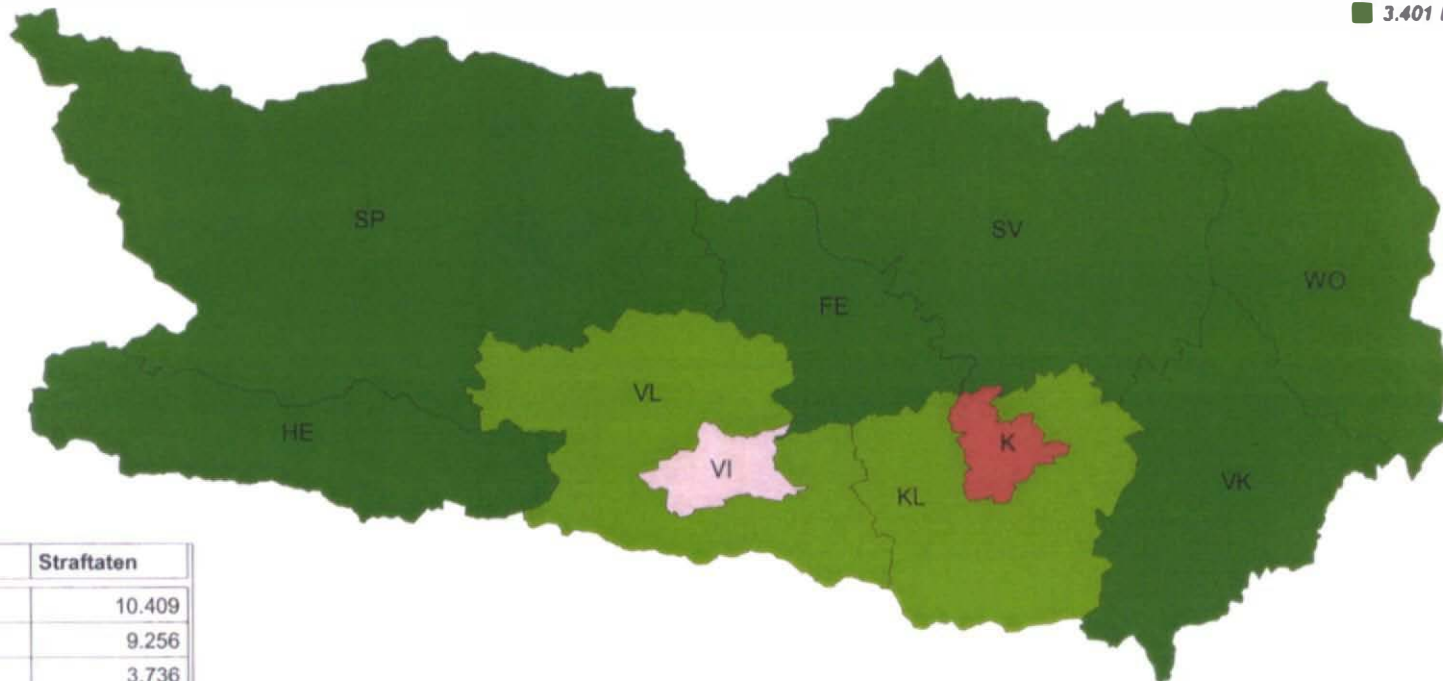 3.401
SP
SV
WO
FE
VL
HE
K
VI
VK
KL
Straftaten
10.409
9.256
3.736